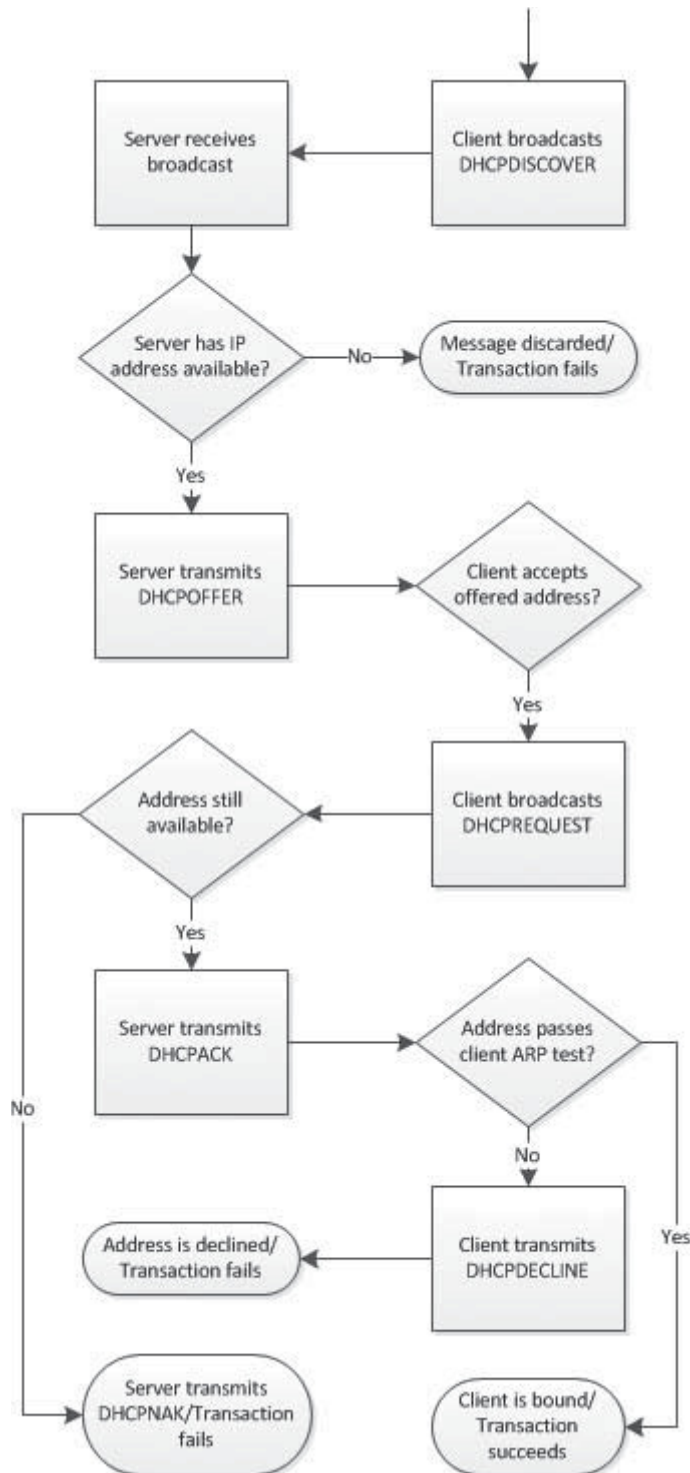 Client broadcasts
DHCPDISCOVER
Server receives
broadcast
Server has IP
address available?
No
Message discarded/
Transaction fails
Yes
Server transmits
DHCPOFFER
Client accepts
offered address?
Yes
Client broadcasts
DHCPREQUEST
Address still
available?
Yes
Server transmits
DHCPACK
Address passes
client ARP test?
No
No
Yes
Client transmits
DHCPDECLINE
Address is declined/
Transaction fails
Server transmits
DHCPNAK/Transaction
fails
Client is bound/
Transaction
succeeds